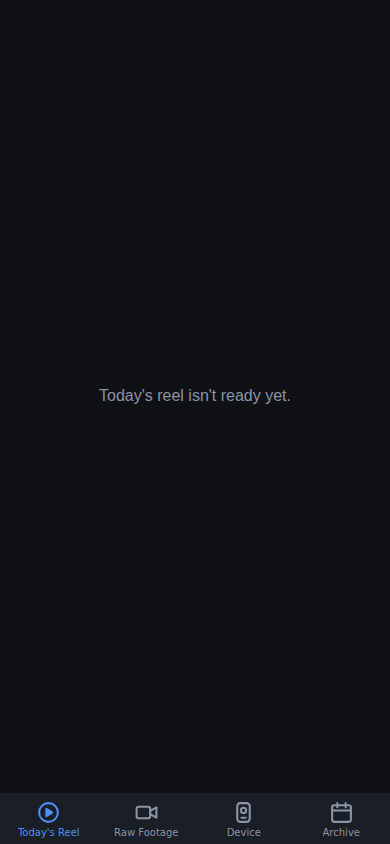 Today's reel isn't ready yet.
Today's Reel
Raw Footage
Device
Archive